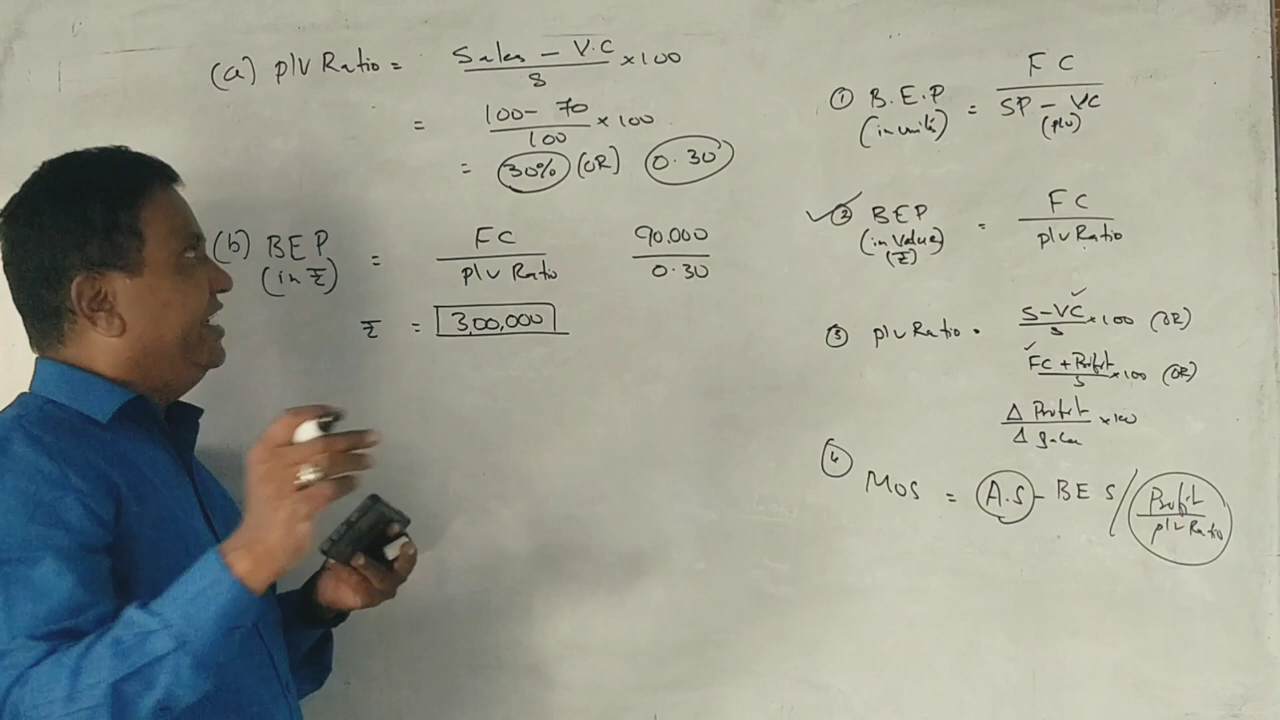 (a) p/v Ratio = Sales - V.C / S × 100
= 100 - 70 / 100 × 100
= 30% (OR) 0.30
(b) BEP (in ₹) = FC / p/v Ratio 90,000 / 0.30
₹ = 3,00,000
① B.E.P (in units) = FC / SP - VC (p/u)
② BEP (in Value) (₹) = FC / p/v Ratio
③ p/v Ratio = S-VC / S × 100 (OR)
FC + Profit / S × 100 (OR)
Δ Profit / Δ Sales × 100
④ MOS = A.S - BE S / Profit / p/v Ratio